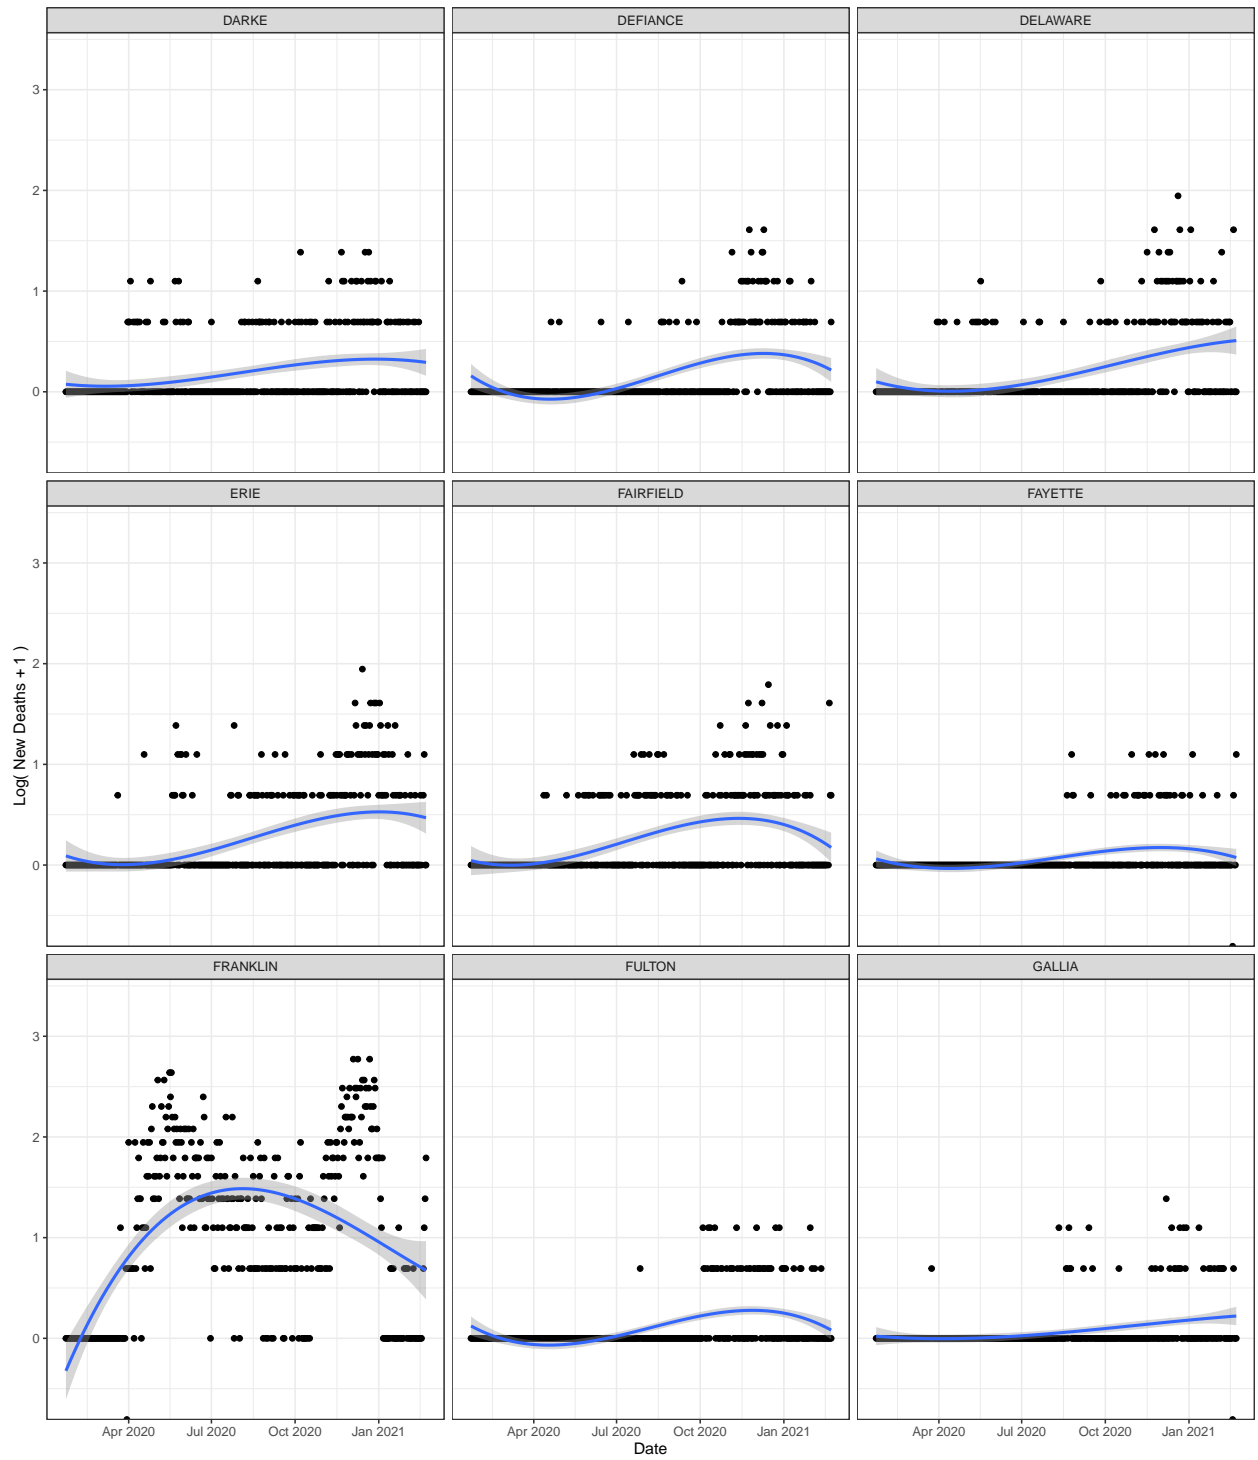 DARKE DEFIANCE DELAWARE
3
2
1
0
ERIE FAIRFIELD FAYETTE
3
2
1
0
Log( New Deaths + 1 )
FRANKLIN FULTON GALLIA
3
2
1
0
Apr 2020 Jul 2020 Oct 2020 Jan 2021 Apr 2020 Jul 2020 Oct 2020 Jan 2021 Apr 2020 Jul 2020 Oct 2020 Jan 2021
Date